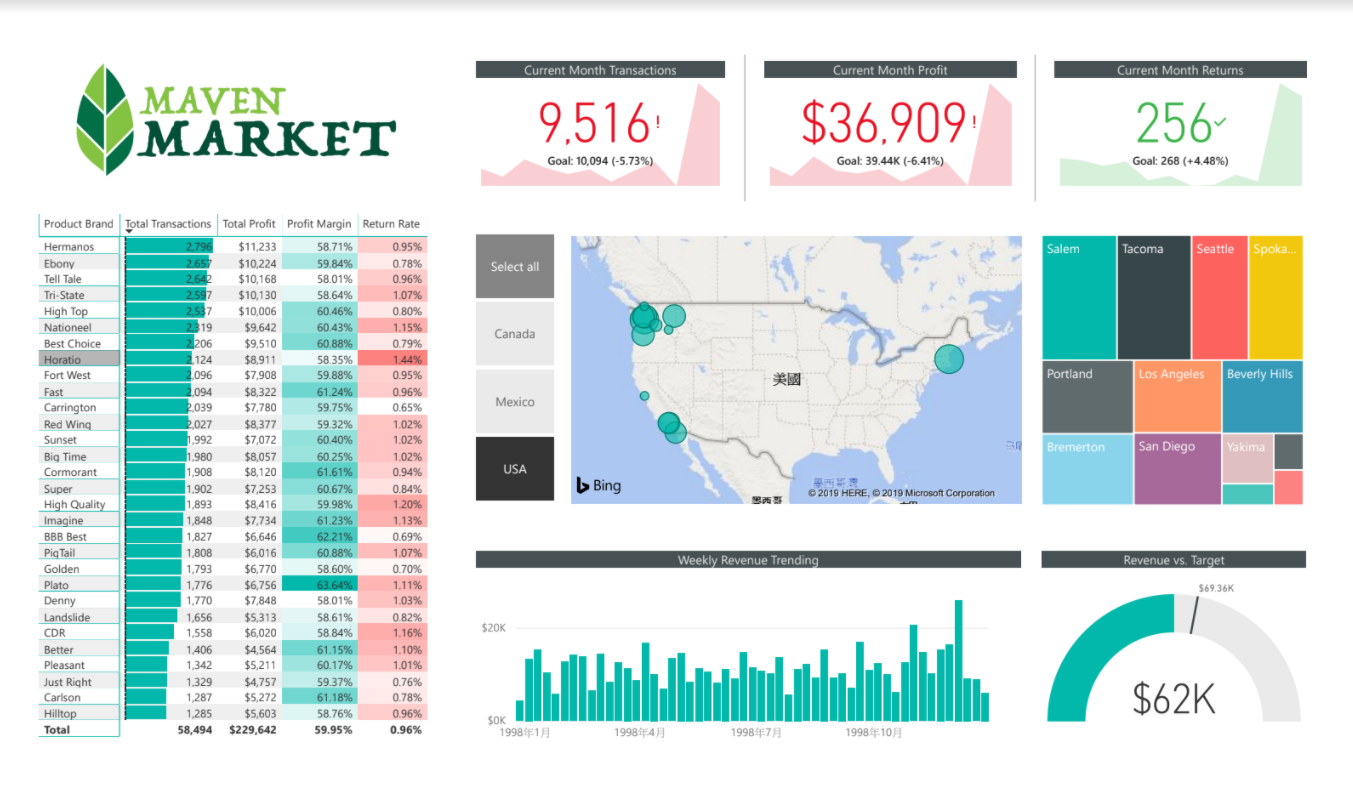 MAVEN
MARKET
Current Month Transactions
9,516!
Goal: 10,094 (-5.73%)
Current Month Profit
$36,909!
Goal: 39.44K (-6.41%)
Current Month Returns
256
Goal: 268 (+4.48%)
Product Brand Total Transactions Total Profit Profit Margin Return Rate
Hermanos 2,796 $11,233 58.71% 0.95%
Ebony 2,657 $10,224 59.84% 0.78%
Tell Tale 2,642 $10,168 58.01% 0.96%
Tri-State 2,597 $10,130 58.64% 1.07%
High Top 2,537 $10,006 60.46% 0.80%
Nationeel 2,319 $9,642 60.43% 1.15%
Best Choice 2,206 $9,510 60.88% 0.79%
Horatio 2,124 $8,911 58.35% 1.44%
Fort West 2,096 $7,908 59.88% 0.95%
Fast 2,094 $8,322 61.24% 0.96%
Carrington 2,039 $7,780 59.75% 0.65%
Red Wing 2,027 $8,377 59.32% 1.02%
Sunset 1,992 $7,072 60.40% 1.02%
Big Time 1,980 $8,057 60.25% 1.02%
Cormorant 1,908 $8,120 61.61% 0.94%
Super 1,902 $7,253 60.67% 0.84%
High Quality 1,893 $8,416 59.98% 1.20%
Imagine 1,848 $7,734 61.23% 1.13%
BBB Best 1,827 $6,646 62.21% 0.69%
PigTail 1,808 $6,016 60.88% 1.07%
Golden 1,793 $6,770 58.60% 0.70%
Plato 1,776 $6,756 63.64% 1.11%
Denny 1,770 $7,848 58.01% 1.03%
Landslide 1,656 $5,313 58.61% 0.82%
CDR 1,558 $6,020 58.84% 1.16%
Better 1,406 $4,564 61.15% 1.10%
Pleasant 1,342 $5,211 60.17% 1.01%
Just Right 1,329 $4,757 59.37% 0.76%
Carlson 1,287 $5,272 61.18% 0.78%
Hilltop 1,285 $5,603 58.76% 0.96%
Total 58,494 $229,642 59.95% 0.96%
Select all
Canada
Mexico
USA
美國
Bing
© 2019 HERE, © 2019 Microsoft Corporation
Salem Tacoma Seattle Spoka...
Portland Los Angeles Beverly Hills
Bremerton San Diego Yakima
Weekly Revenue Trending
$20K
$0K
1998年1月 1998年4月 1998年7月 1998年10月
Revenue vs. Target
$69.36K
$62K